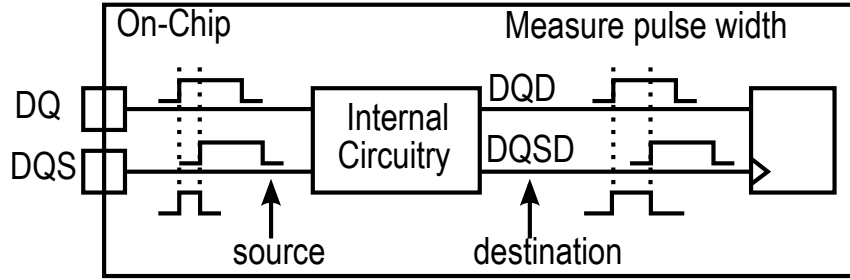 On-Chip
Measure pulse width
DQ
DQD
Internal
Circuitry
DQS
DQSD
source
destination